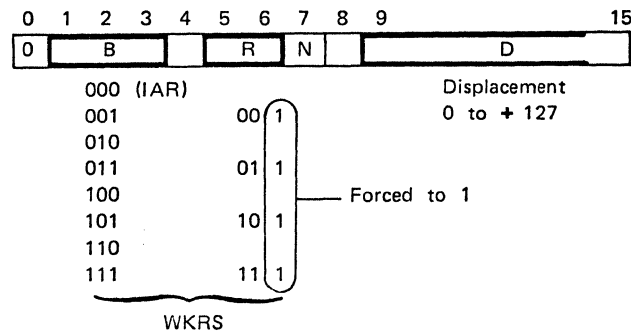 0 1 2 3 4 5 6 7 8 9 15
0 B R N D
000 (IAR) Displacement
001 00 1 0 to + 127
010
011 01 1
100 Forced to 1
101 10 1
110
111 11 1
WKRS